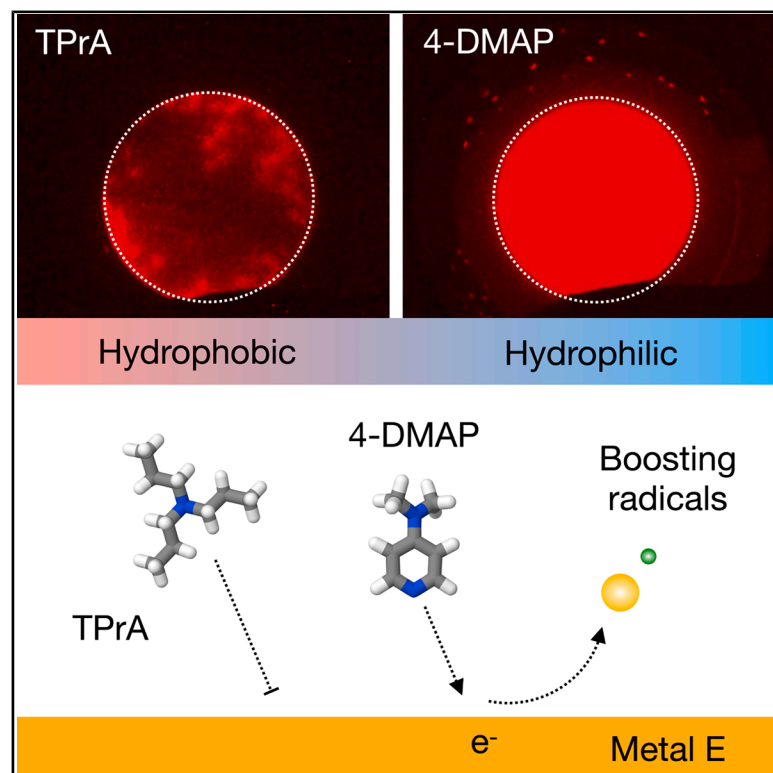 TPrA
4-DMAP
Hydrophobic
Hydrophilic
4-DMAP
Boosting
radicals
TPrA
e-
Metal E